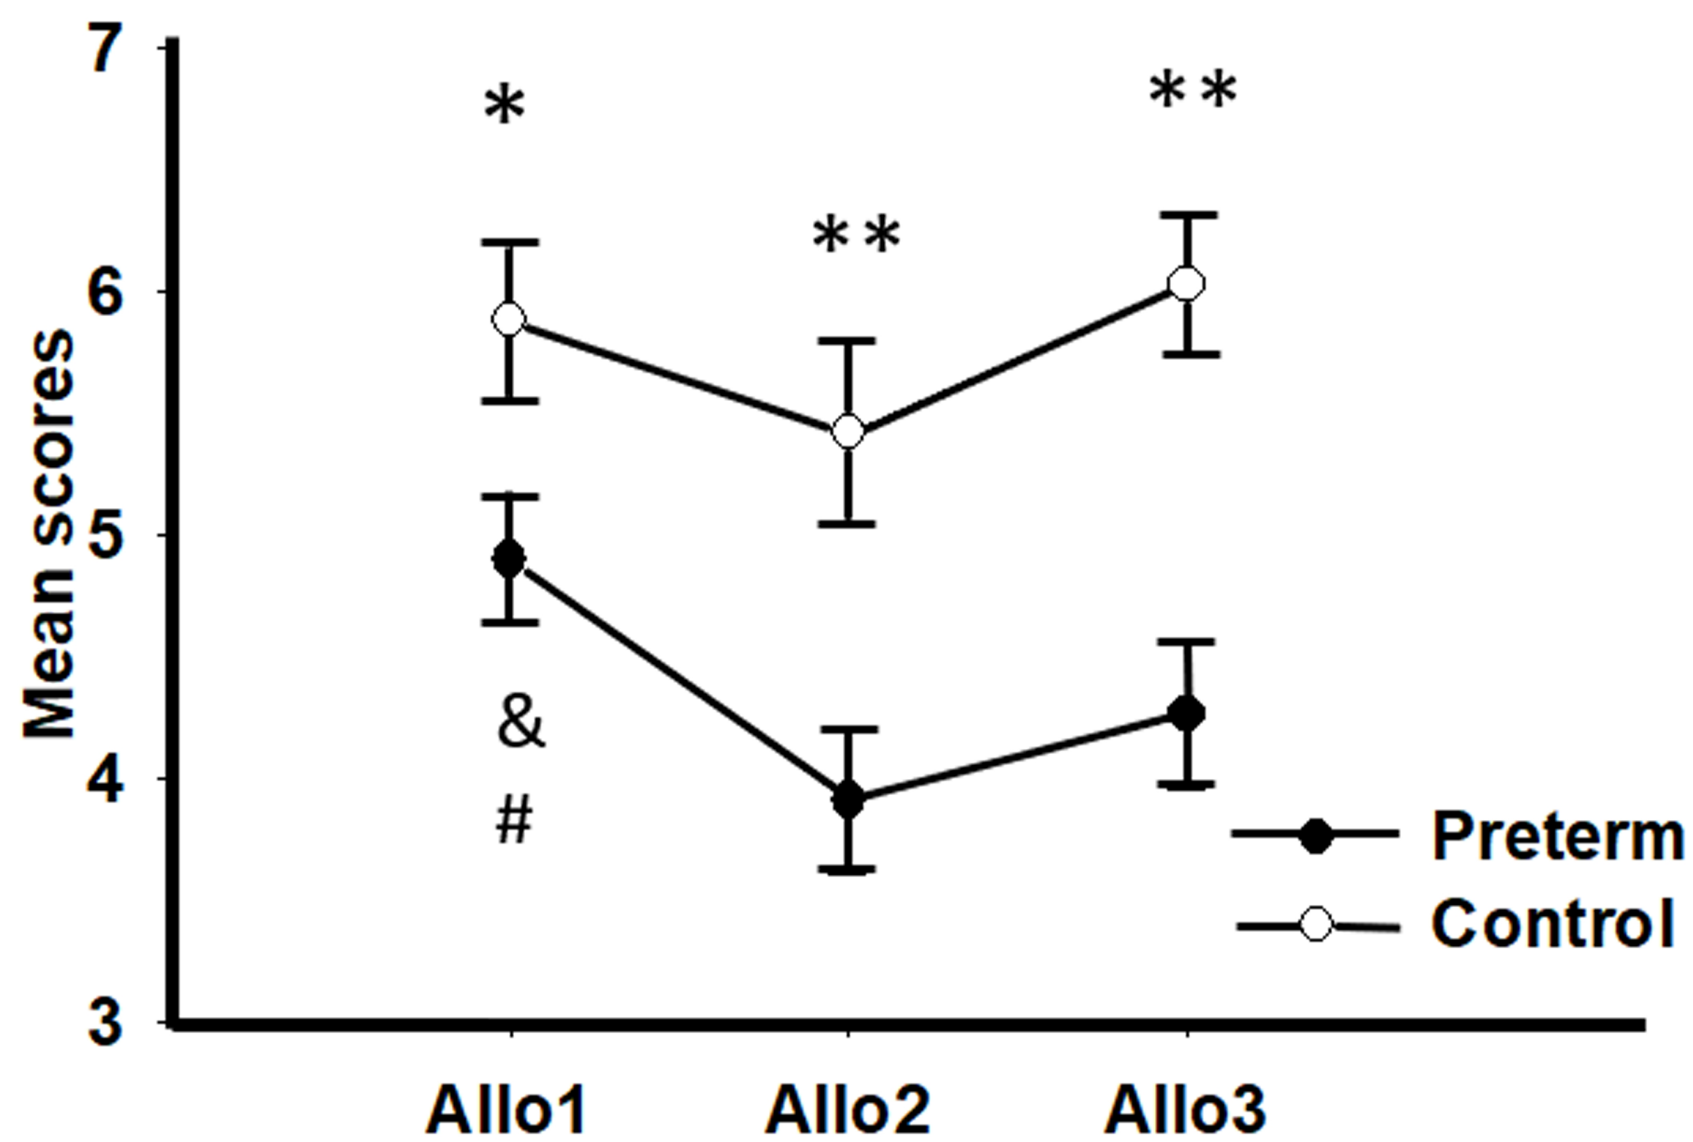 7
*
**
**
6
Mean scores
5
&
4
#
Preterm
Control
3
Allo1 Allo2 Allo3